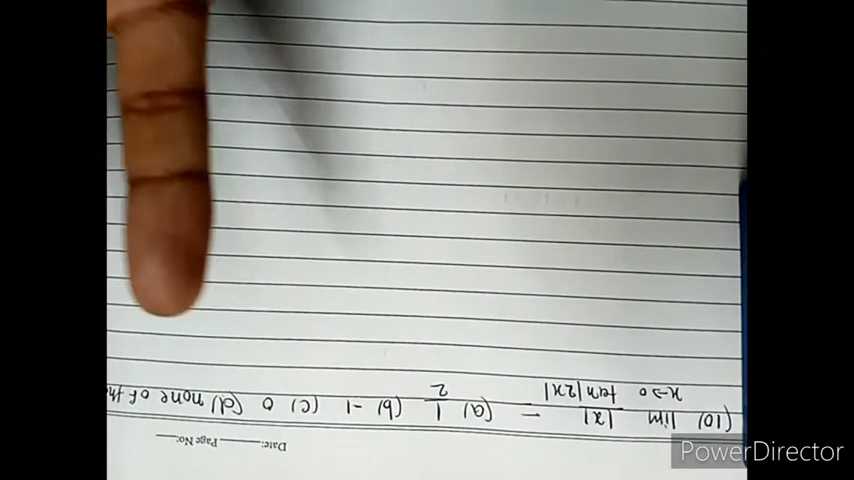 Date: Page No:
(10) lim |x| = (a) 1 (b) -1 (c) 0 (d) none of th
x→0 tan|2x| 2
PowerDirector